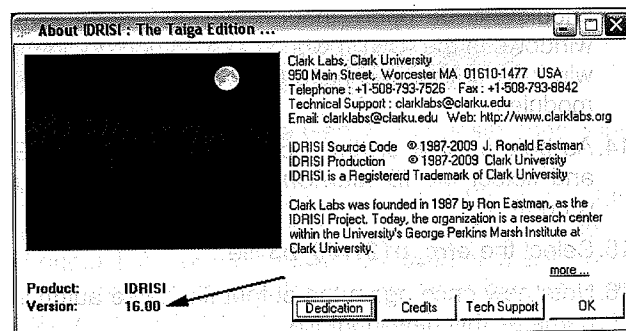 About IDRISI : The Taiga Edition ...
Clark Labs, Clark University
950 Main Street, Worcester MA 01610-1477 USA
Telephone : +1-508-793-7526 Fax : +1-508-793-8842
Technical Support : clarklabs@clarku.edu
Email: clarklabs@clarku.edu Web: http://www.clarklabs.org
IDRISI Source Code © 1987-2009 J. Ronald Eastman
IDRISI Production © 1987-2009 Clark University
IDRISI is a Registererd Trademark of Clark University
Clark Labs was founded in 1987 by Ron Eastman, as the
IDRISI Project. Today, the organization is a research center
within the University's George Perkins Marsh Institute at
Clark University.
more ...
Product: IDRISI
Version: 16.00
Dedication Credits Tech Support OK